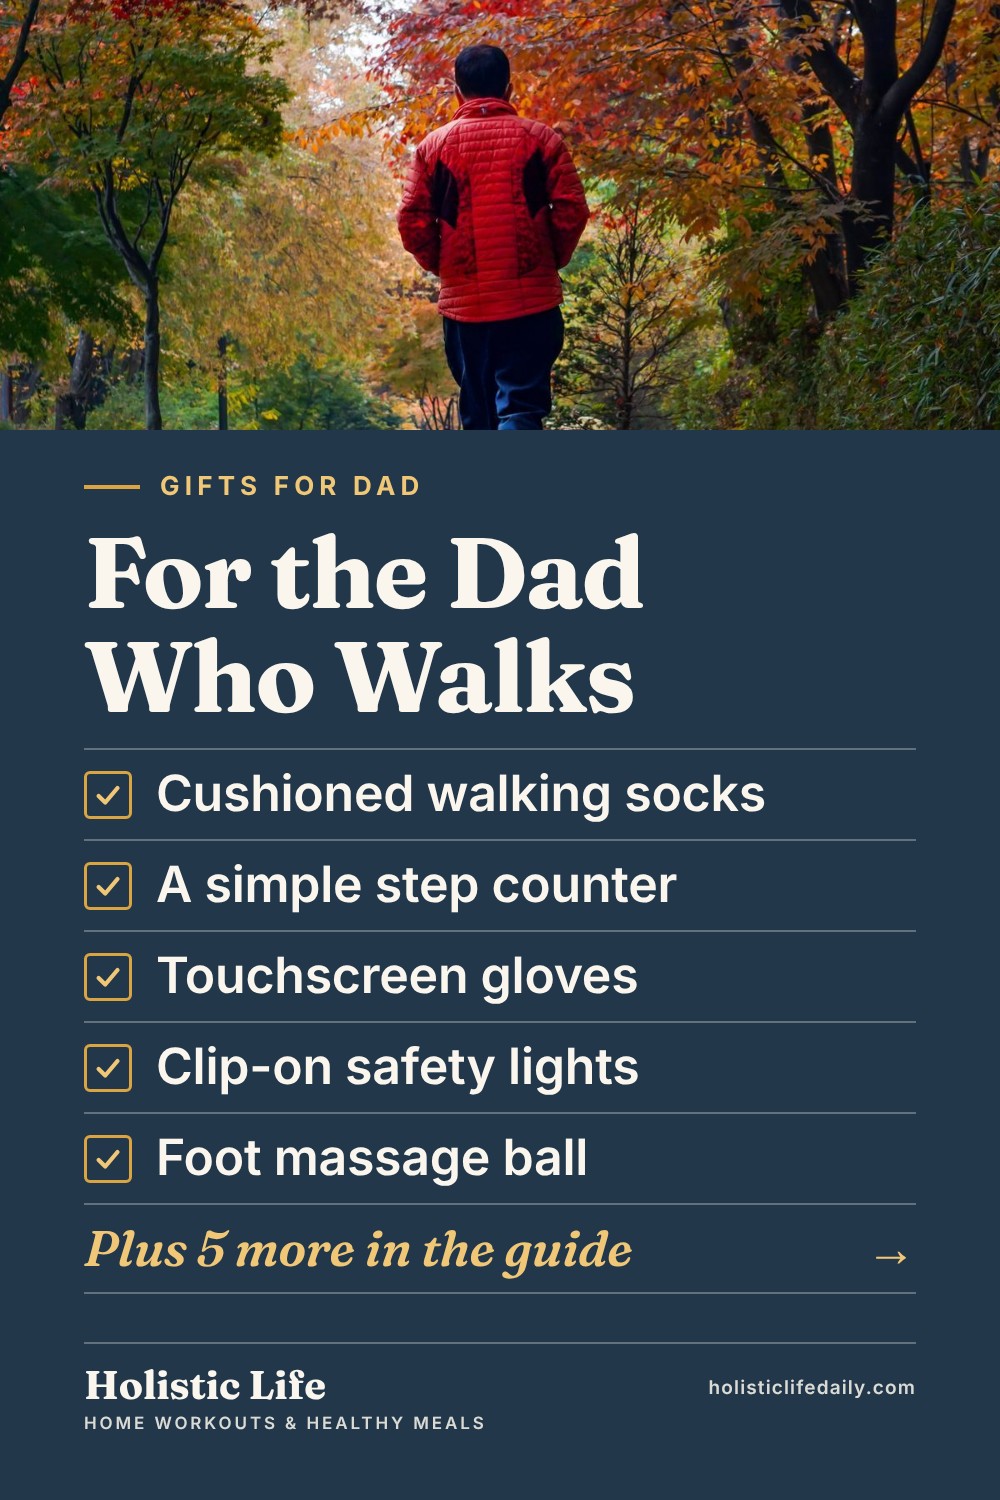 GIFTS FOR DAD
For the Dad
Who Walks
Cushioned walking socks
A simple step counter
Touchscreen gloves
Clip-on safety lights
Foot massage ball
Plus 5 more in the guide →
Holistic Life
holisticlifedaily.com
HOME WORKOUTS & HEALTHY MEALS